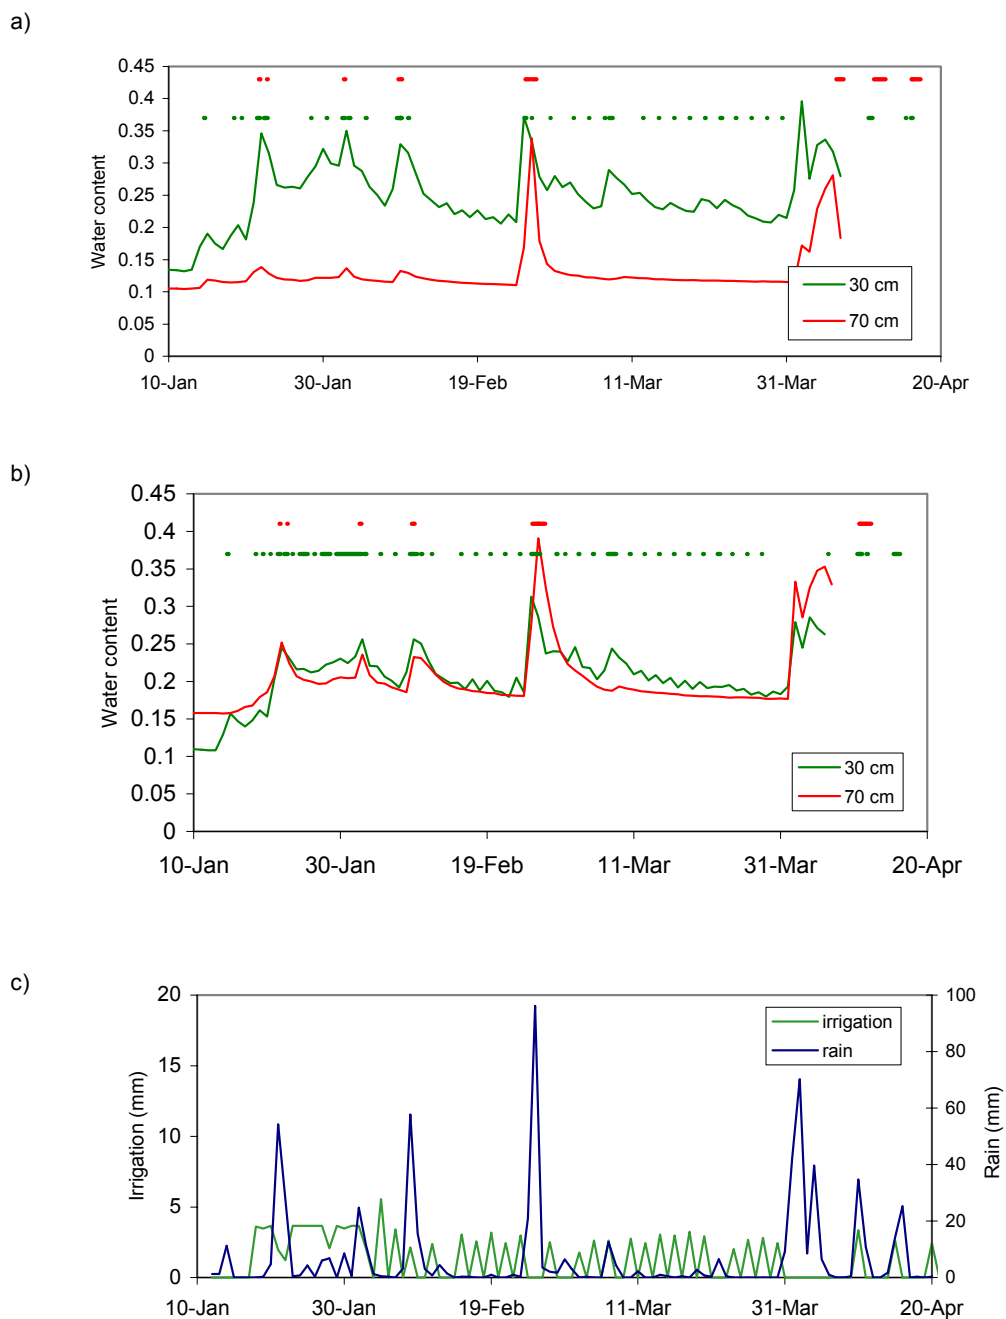 a)
0.45
0.4
0.35
0.3
0.25
0.2
0.15
0.1
0.05
0
Water content
30 cm
70 cm
10-Jan 30-Jan 19-Feb 11-Mar 31-Mar 20-Apr
b)
0.45
0.4
0.35
0.3
0.25
0.2
0.15
0.1
0.05
0
Water content
30 cm
70 cm
10-Jan 30-Jan 19-Feb 11-Mar 31-Mar 20-Apr
c)
20
15
10
5
0
Irrigation (mm)
irrigation
rain
100
80
60
40
20
0
Rain (mm)
10-Jan 30-Jan 19-Feb 11-Mar 31-Mar 20-Apr